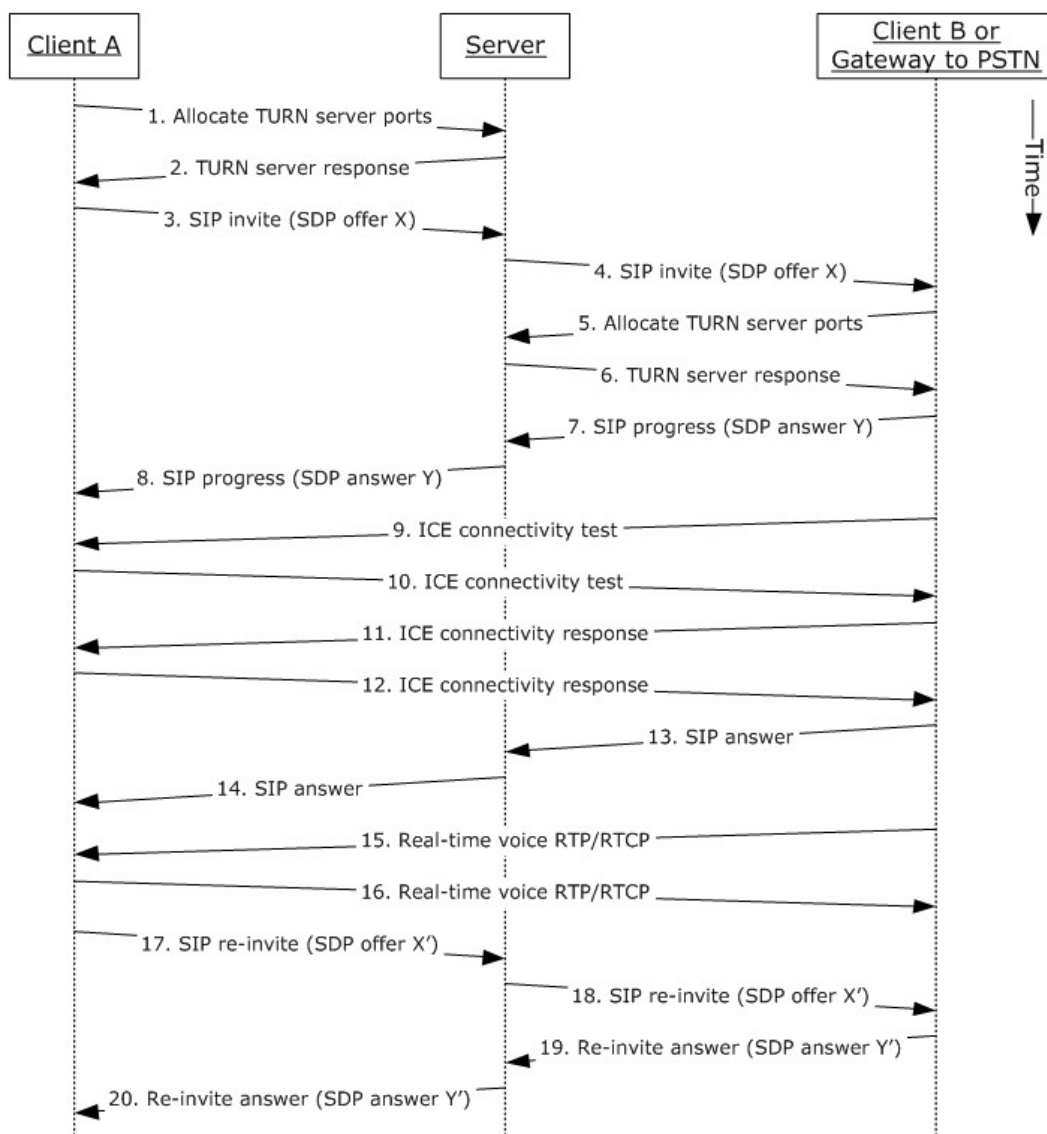 Client A
Server
Client B or
Gateway to PSTN
Time
1. Allocate TURN server ports
2. TURN server response
3. SIP invite (SDP offer X)
4. SIP invite (SDP offer X)
5. Allocate TURN server ports
6. TURN server response
7. SIP progress (SDP answer Y)
8. SIP progress (SDP answer Y)
9. ICE connectivity test
10. ICE connectivity test
11. ICE connectivity response
12. ICE connectivity response
13. SIP answer
14. SIP answer
15. Real-time voice RTP/RTCP
16. Real-time voice RTP/RTCP
17. SIP re-invite (SDP offer X’)
18. SIP re-invite (SDP offer X’)
19. Re-invite answer (SDP answer Y’)
20. Re-invite answer (SDP answer Y’)